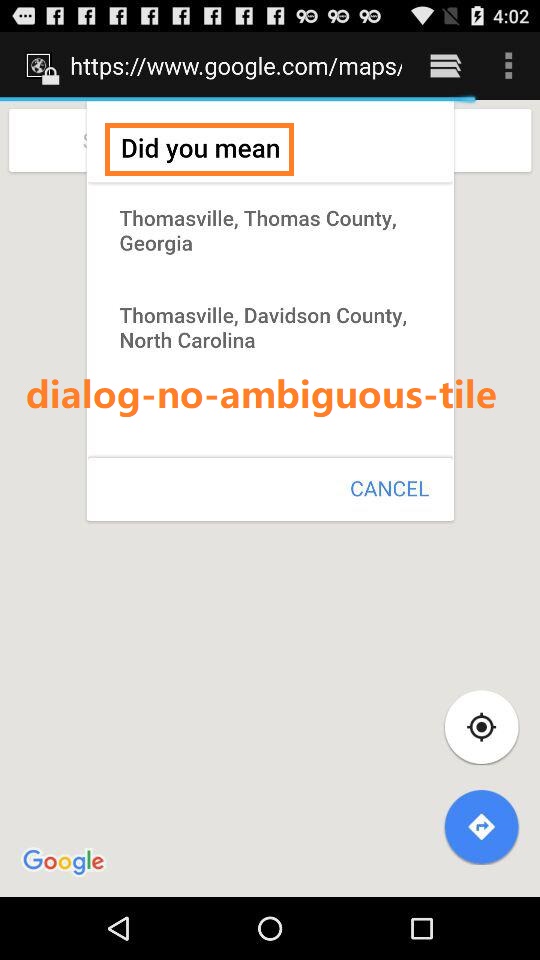 4:02
https://www.google.com/maps/
S
Did you mean
Thomasville, Thomas County,
Georgia
Thomasville, Davidson County,
North Carolina
dialog-no-ambiguous-tile
CANCEL
Google